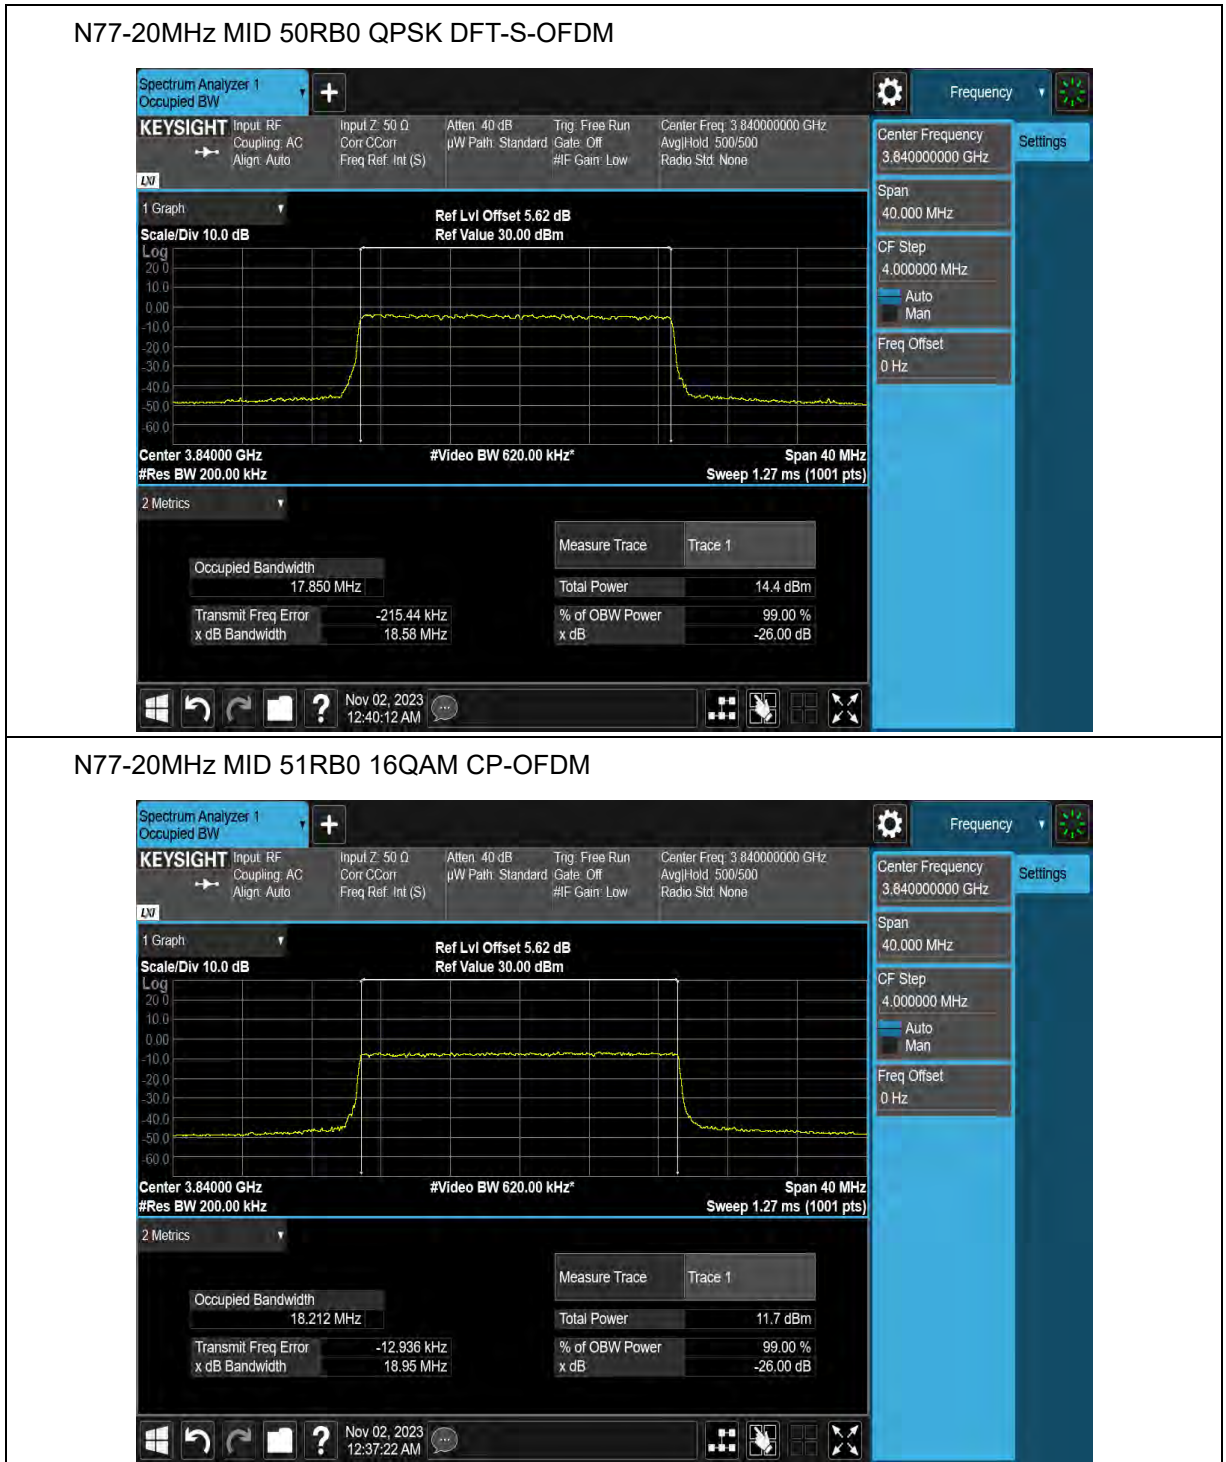 N77-20MHz MID 50RB0 QPSK DFT-S-OFDM
Spectrum Analyzer 1
Occupied BW
Frequency
KEYSIGHT
Input: RF
Coupling: AC
Align: Auto
Input Z: 50 Ω
Corr CCorr
Freq Ref: Int (S)
Atten: 40 dB
µW Path: Standard
Trig: Free Run
Gate: Off
#IF Gain: Low
Center Freq: 3.840000000 GHz
Avg|Hold: 500/500
Radio Std: None
LXI
Center Frequency
3.840000000 GHz
Settings
Span
40.000 MHz
CF Step
4.000000 MHz
Auto
Man
Freq Offset
0 Hz
1 Graph
Ref Lvl Offset 5.62 dB
Scale/Div 10.0 dB
Ref Value 30.00 dBm
Log
20.0
10.0
0.00
-10.0
-20.0
-30.0
-40.0
-50.0
-60.0
Center 3.84000 GHz
#Video BW 620.00 kHz*
Span 40 MHz
#Res BW 200.00 kHz
Sweep 1.27 ms (1001 pts)
2 Metrics
Measure Trace
Trace 1
Occupied Bandwidth
17.850 MHz
Total Power
14.4 dBm
Transmit Freq Error
-215.44 kHz
% of OBW Power
99.00 %
x dB Bandwidth
18.58 MHz
x dB
-26.00 dB
Nov 02, 2023
12:40:12 AM
N77-20MHz MID 51RB0 16QAM CP-OFDM
Spectrum Analyzer 1
Occupied BW
Frequency
KEYSIGHT
Input: RF
Coupling: AC
Align: Auto
Input Z: 50 Ω
Corr CCorr
Freq Ref: Int (S)
Atten: 40 dB
µW Path: Standard
Trig: Free Run
Gate: Off
#IF Gain: Low
Center Freq: 3.840000000 GHz
Avg|Hold: 500/500
Radio Std: None
LXI
Center Frequency
3.840000000 GHz
Settings
Span
40.000 MHz
CF Step
4.000000 MHz
Auto
Man
Freq Offset
0 Hz
1 Graph
Ref Lvl Offset 5.62 dB
Scale/Div 10.0 dB
Ref Value 30.00 dBm
Log
20.0
10.0
0.00
-10.0
-20.0
-30.0
-40.0
-50.0
-60.0
Center 3.84000 GHz
#Video BW 620.00 kHz*
Span 40 MHz
#Res BW 200.00 kHz
Sweep 1.27 ms (1001 pts)
2 Metrics
Measure Trace
Trace 1
Occupied Bandwidth
18.212 MHz
Total Power
11.7 dBm
Transmit Freq Error
-12.936 kHz
% of OBW Power
99.00 %
x dB Bandwidth
18.95 MHz
x dB
-26.00 dB
Nov 02, 2023
12:37:22 AM